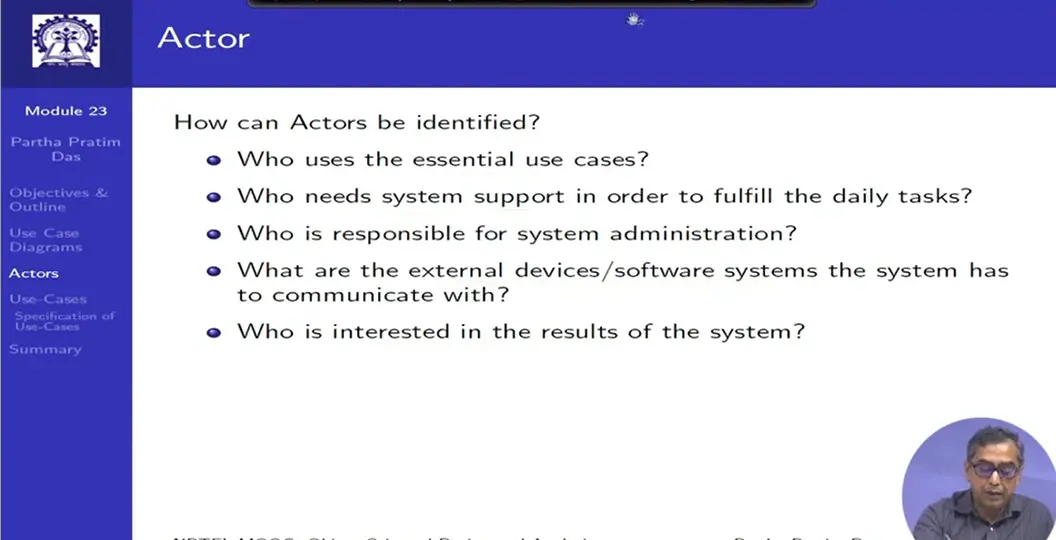 Actor
Module 23
Partha Pratim
Das
Objectives &
Outline
Use Case
Diagrams
Actors
Use-Cases
Specification of
Use-Cases
Summary
How can Actors be identified?
Who uses the essential use cases?
Who needs system support in order to fulfill the daily tasks?
Who is responsible for system administration?
What are the external devices/software systems the system has
to communicate with?
Who is interested in the results of the system?